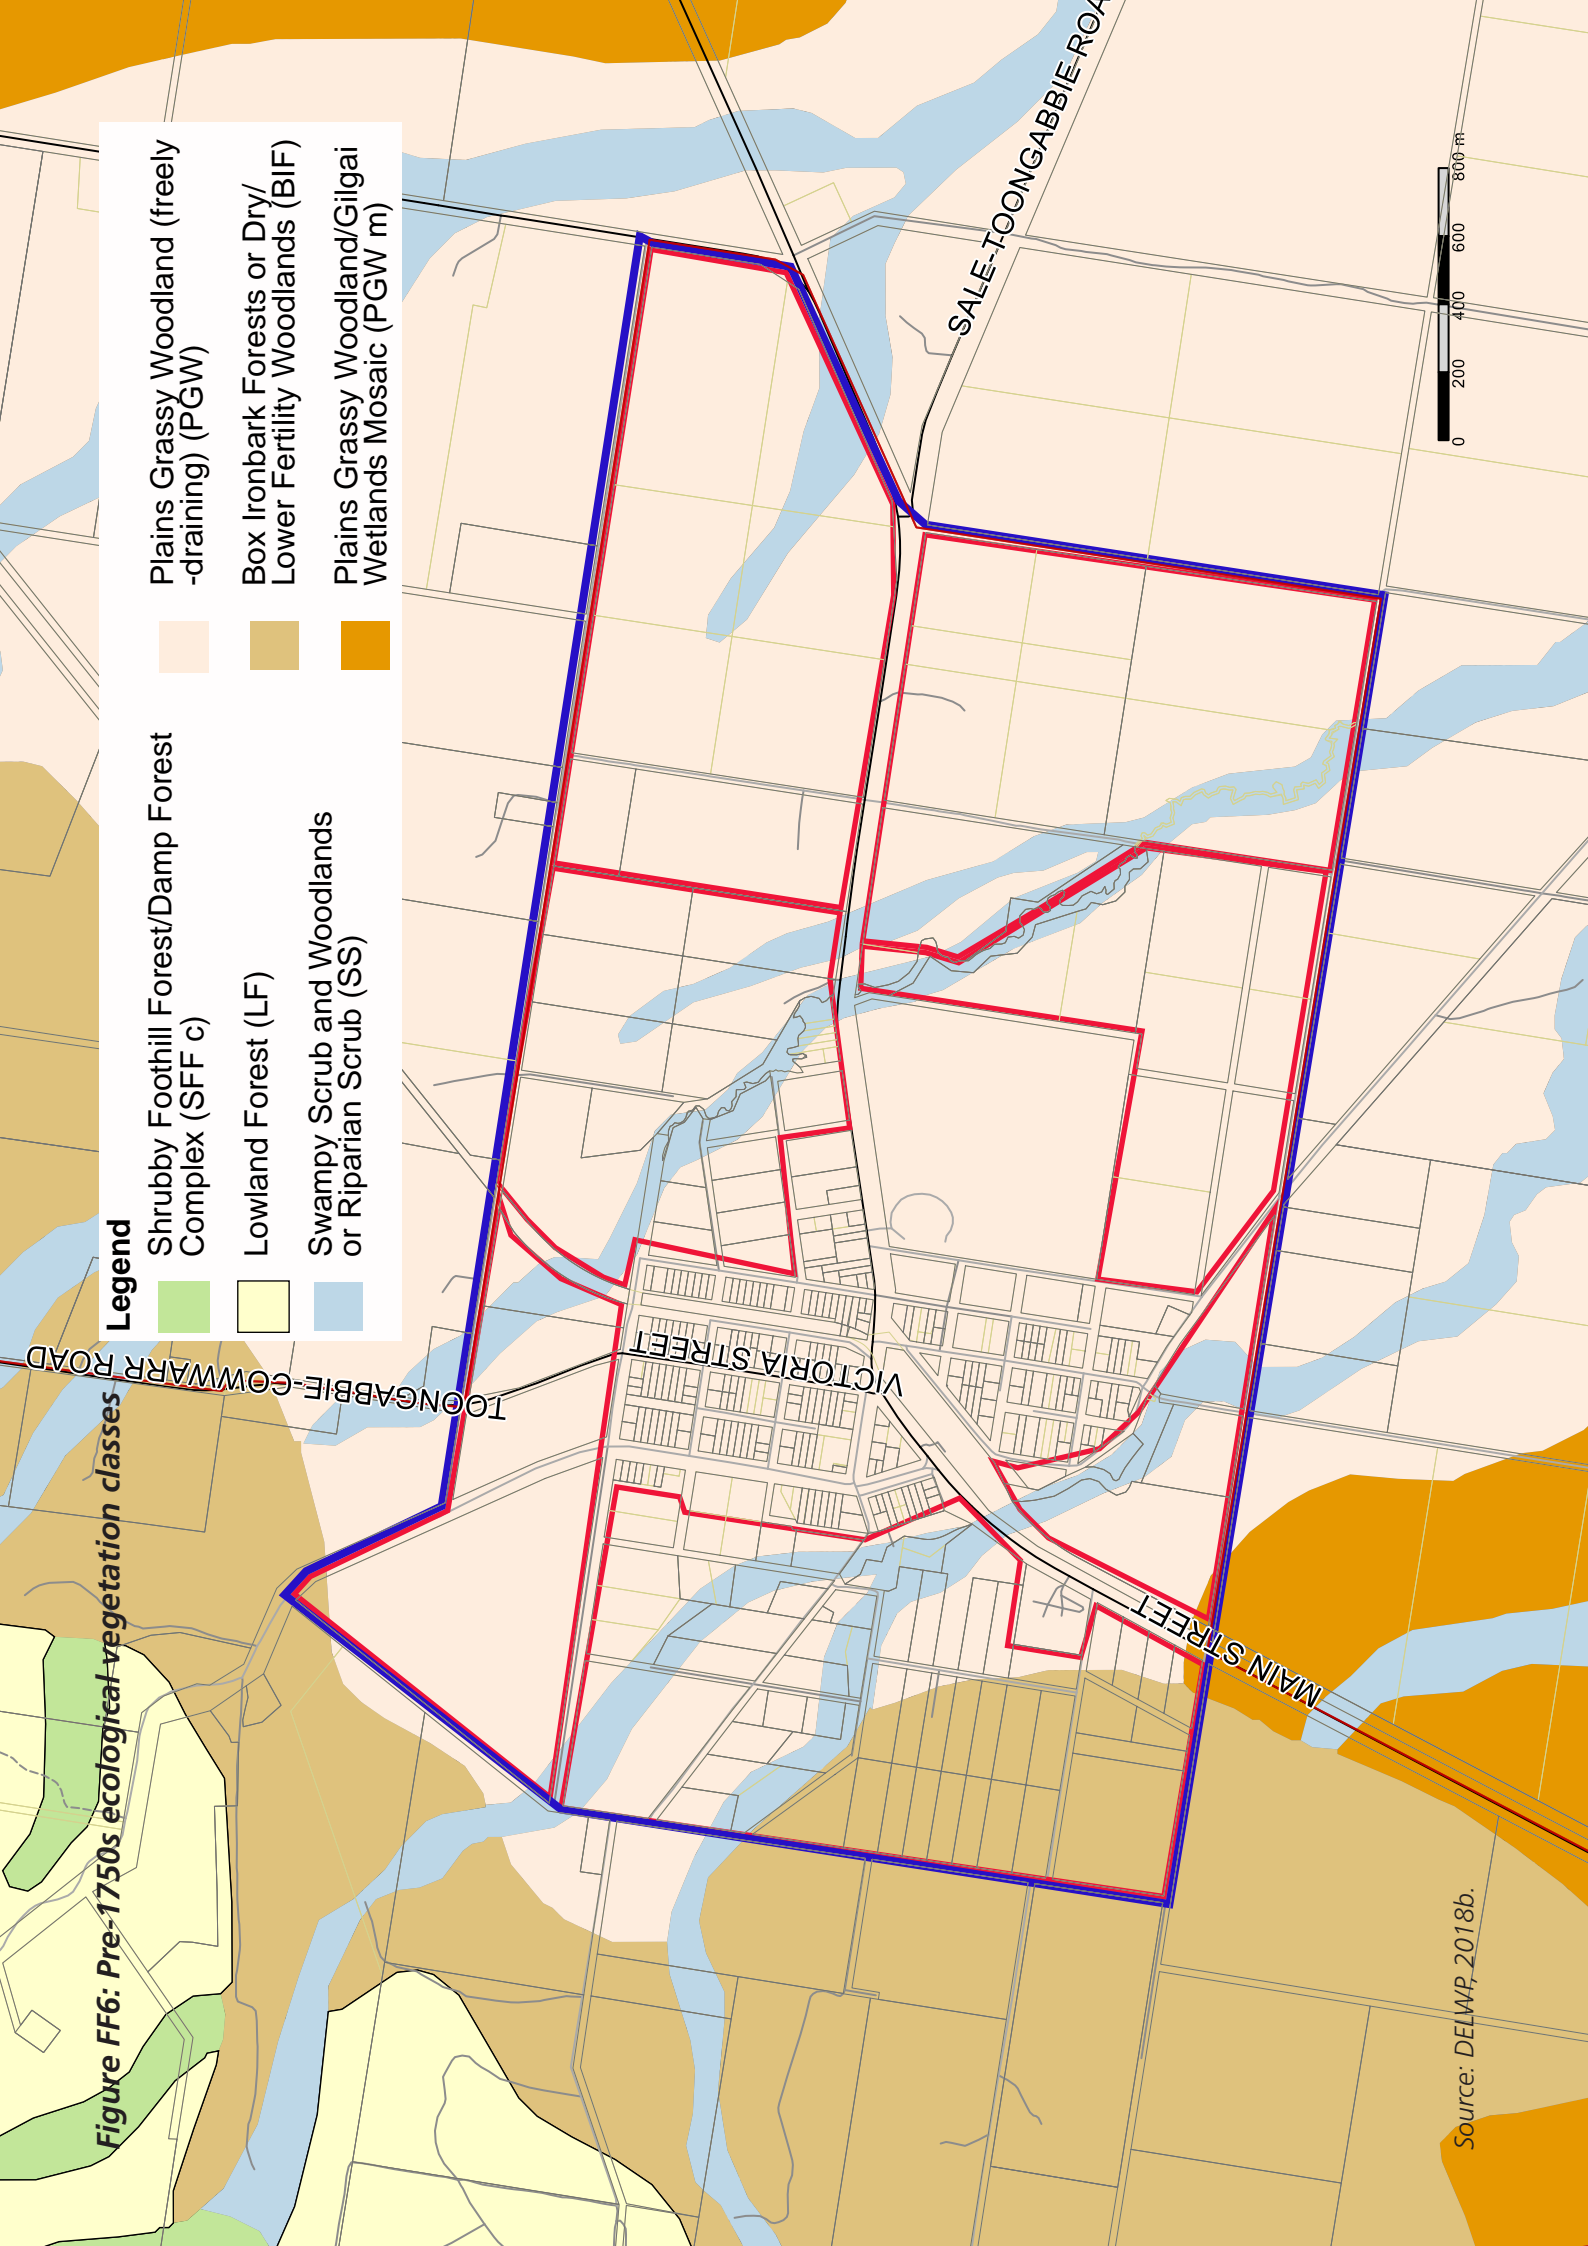 Figure FF6: Pre-1750s ecological vegetation classes
Legend
Shrubby Foothill Forest/Damp Forest
Complex (SFF c)
Lowland Forest (LF)
Swampy Scrub and Woodlands
or Riparian Scrub (SS)
Plains Grassy Woodland (freely
-draining) (PGW)
Box Ironbark Forests or Dry/
Lower Fertility Woodlands (BIF)
Plains Grassy Woodland/Gilgai
Wetlands Mosaic (PGW m)
TOONGABBIE-COWWARR ROAD
VICTORIA STREET
MAIN STREET
SALE-TOONGABBIE-ROA
0 200 400 600 800 m
Source: DELWP, 2018b.